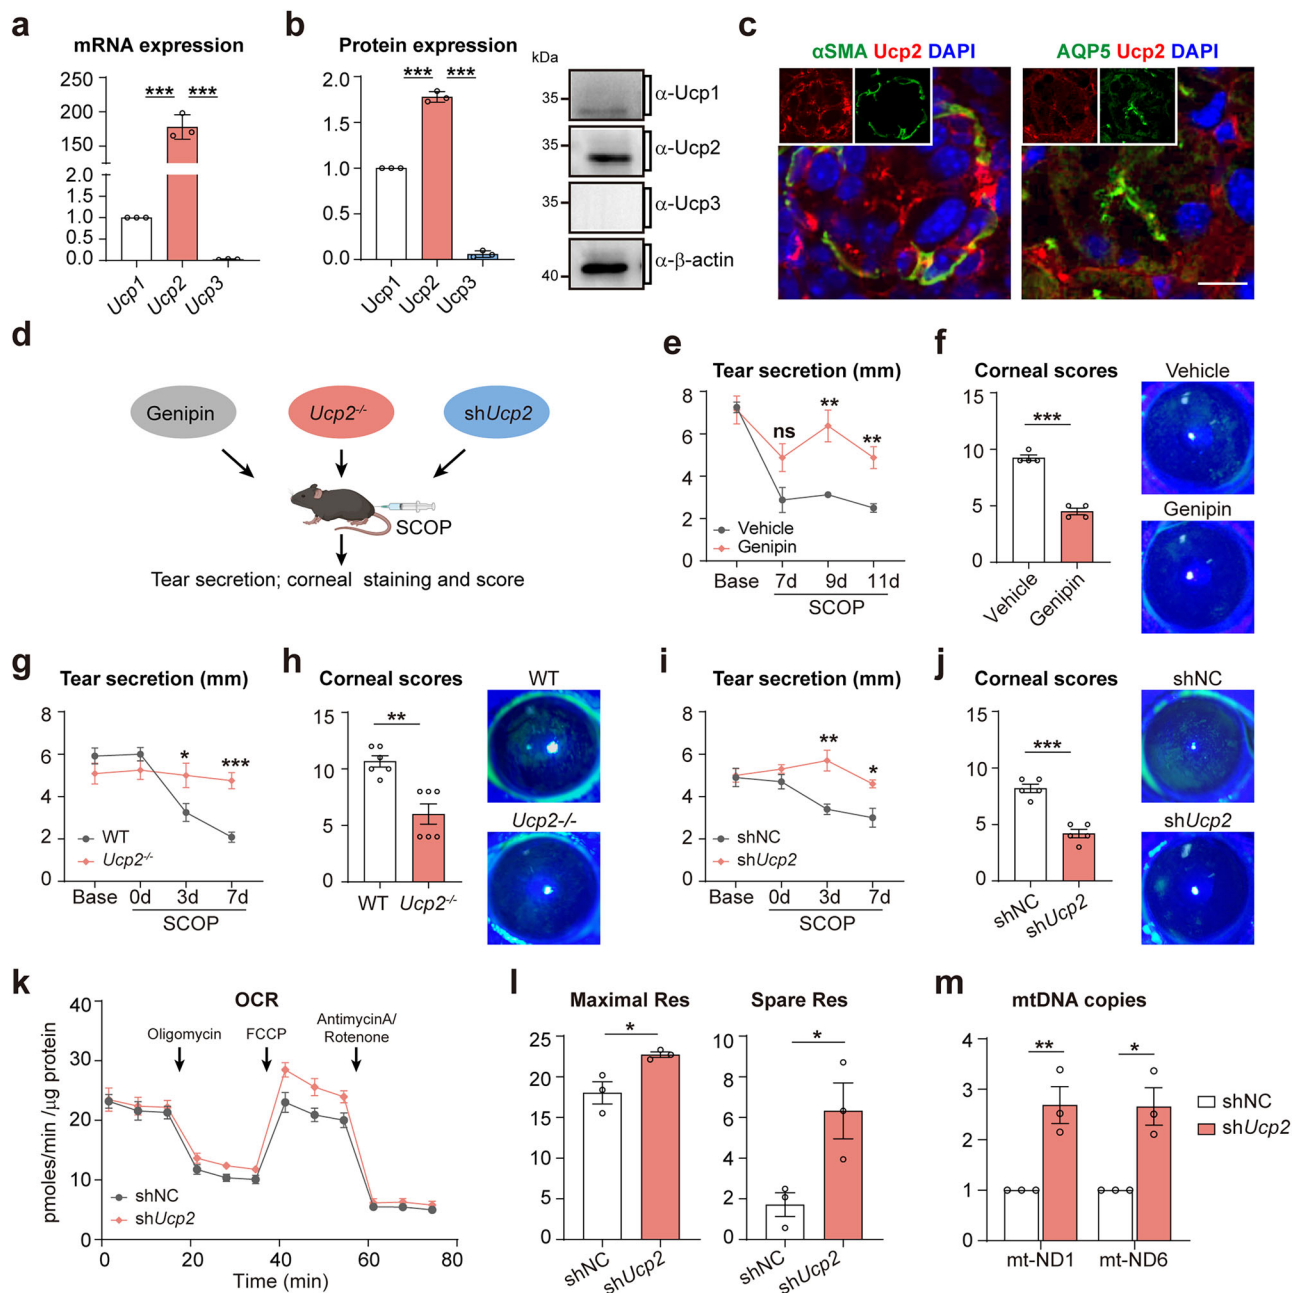 a
mRNA expression
250
200
150
100
2.0
1.5
1.0
0.5
0.0
***
***
Ucp1
Ucp2
Ucp3
b
Protein expression
2.0
1.5
1.0
0.5
0.0
***
***
Ucp1
Ucp2
Ucp3
kDa
35
α-Ucp1
35
α-Ucp2
35
α-Ucp3
40
α-β-actin
c
αSMA Ucp2 DAPI
AQP5 Ucp2 DAPI
d
Genipin
Ucp2-/-
shUcp2
SCOP
Tear secretion; corneal staining and score
e
Tear secretion (mm)
8
6
4
2
0
ns
**
**
Vehicle
Genipin
Base
7d
9d
11d
SCOP
f
Corneal scores
15
10
5
0
***
Vehicle
Genipin
Vehicle
Genipin
g
Tear secretion (mm)
8
6
4
2
0
*
***
WT
Ucp2-/-
Base
0d
3d
7d
SCOP
h
Corneal scores
15
10
5
0
**
WT
Ucp2-/-
WT
Ucp2-/-
i
Tear secretion (mm)
8
6
4
2
0
**
*
shNC
shUcp2
Base
0d
3d
7d
SCOP
j
Corneal scores
15
10
5
0
***
shNC
shUcp2
shNC
shUcp2
k
OCR
pmoles/min /μg protein
40
30
20
10
0
Oligomycin
FCCP
AntimycinA/
Rotenone
shNC
shUcp2
0
20
40
60
80
Time (min)
l
Maximal Res
25
20
15
10
5
0
*
shNC
shUcp2
Spare Res
10
8
6
4
2
0
*
shNC
shUcp2
m
mtDNA copies
4
3
2
1
0
**
*
mt-ND1
mt-ND6
shNC
shUcp2